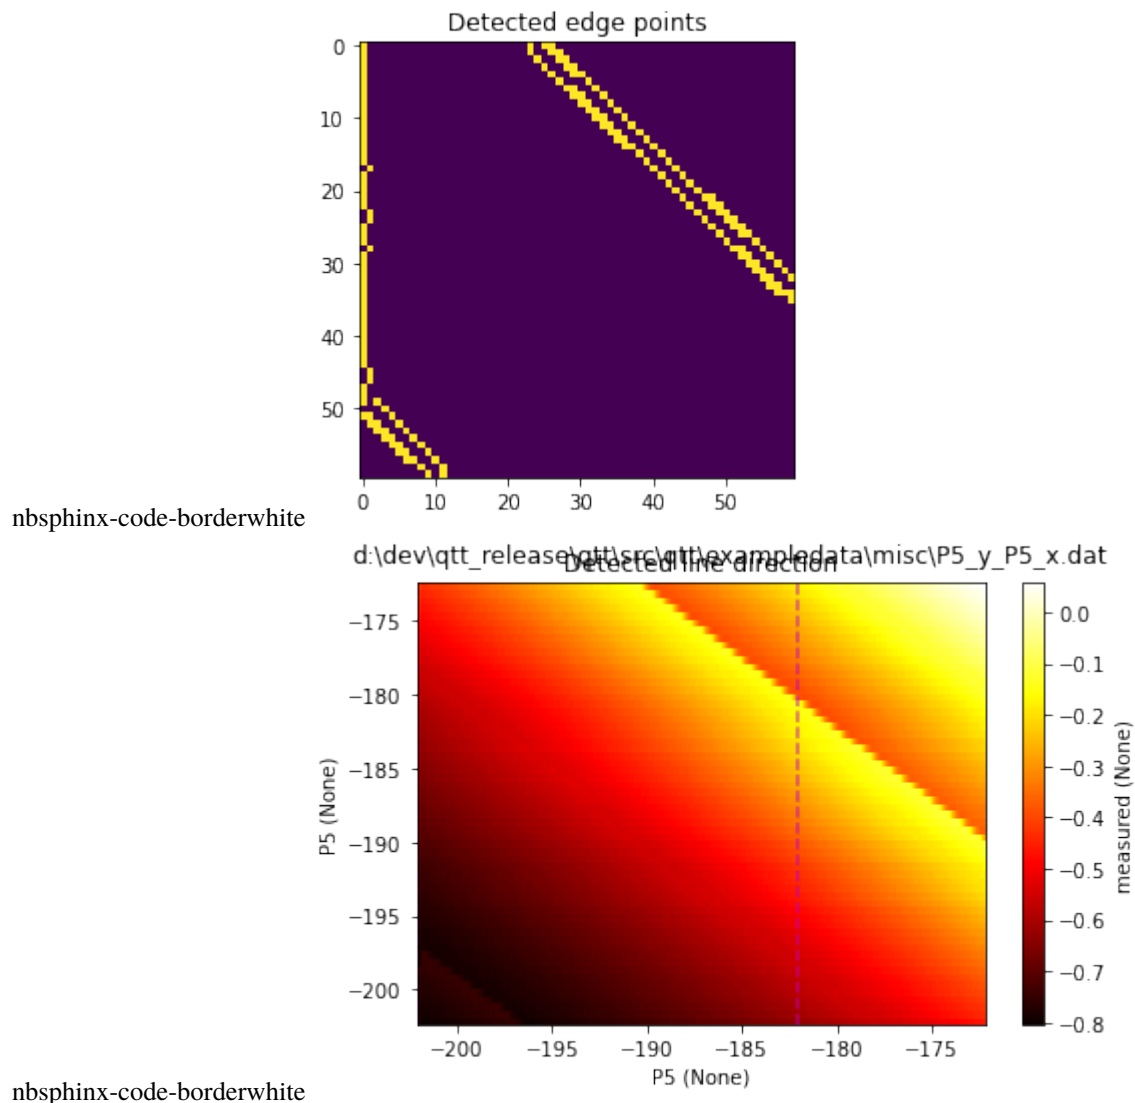 Detected edge points
0
10
20
30
40
50
0 10 20 30 40 50
nbsphinx-code-borderwhite
d:\dev\qtt_release\qtt\src\qtt\exampledata\misc\P5_y_P5_x.dat
Detected line direction
−175
−180
−185
−190
−195
−200
P5 (None)
−200 −195 −190 −185 −180 −175
P5 (None)
0.0
−0.1
−0.2
−0.3
−0.4
−0.5
−0.6
−0.7
−0.8
measured (None)
nbsphinx-code-borderwhite